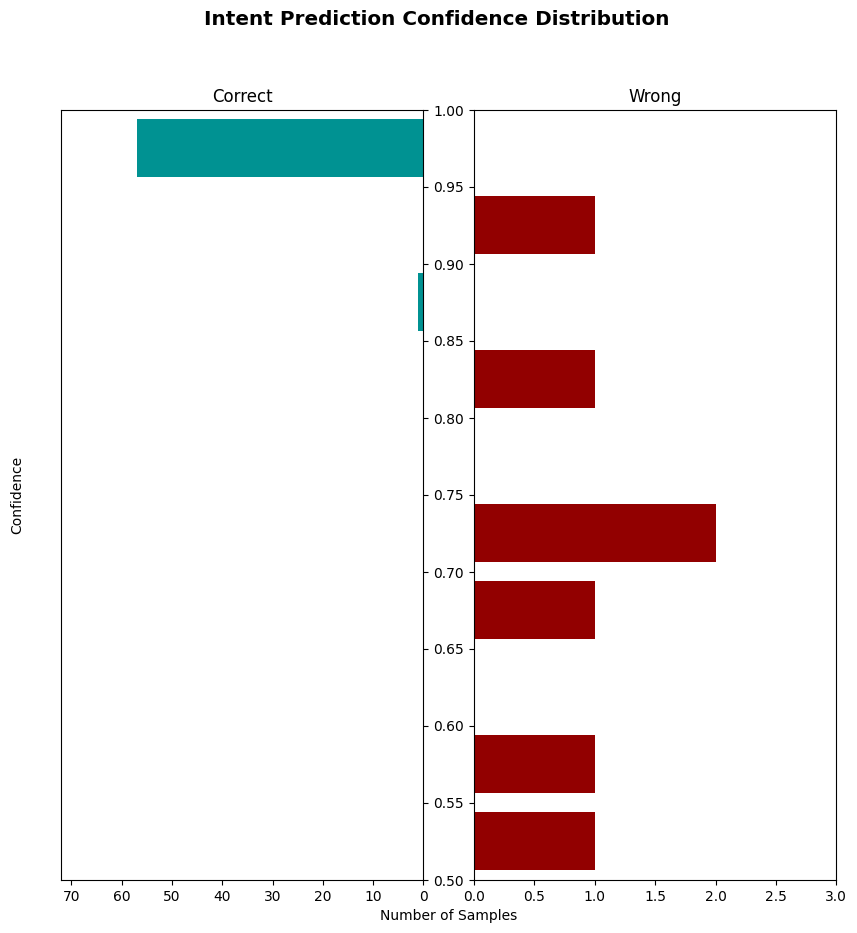 Intent Prediction Confidence Distribution
Correct
Wrong
1.00
0.95
0.90
0.85
0.80
0.75
0.70
0.65
0.60
0.55
0.50
Confidence
70 60 50 40 30 20 10 0
0.0 0.5 1.0 1.5 2.0 2.5 3.0
Number of Samples